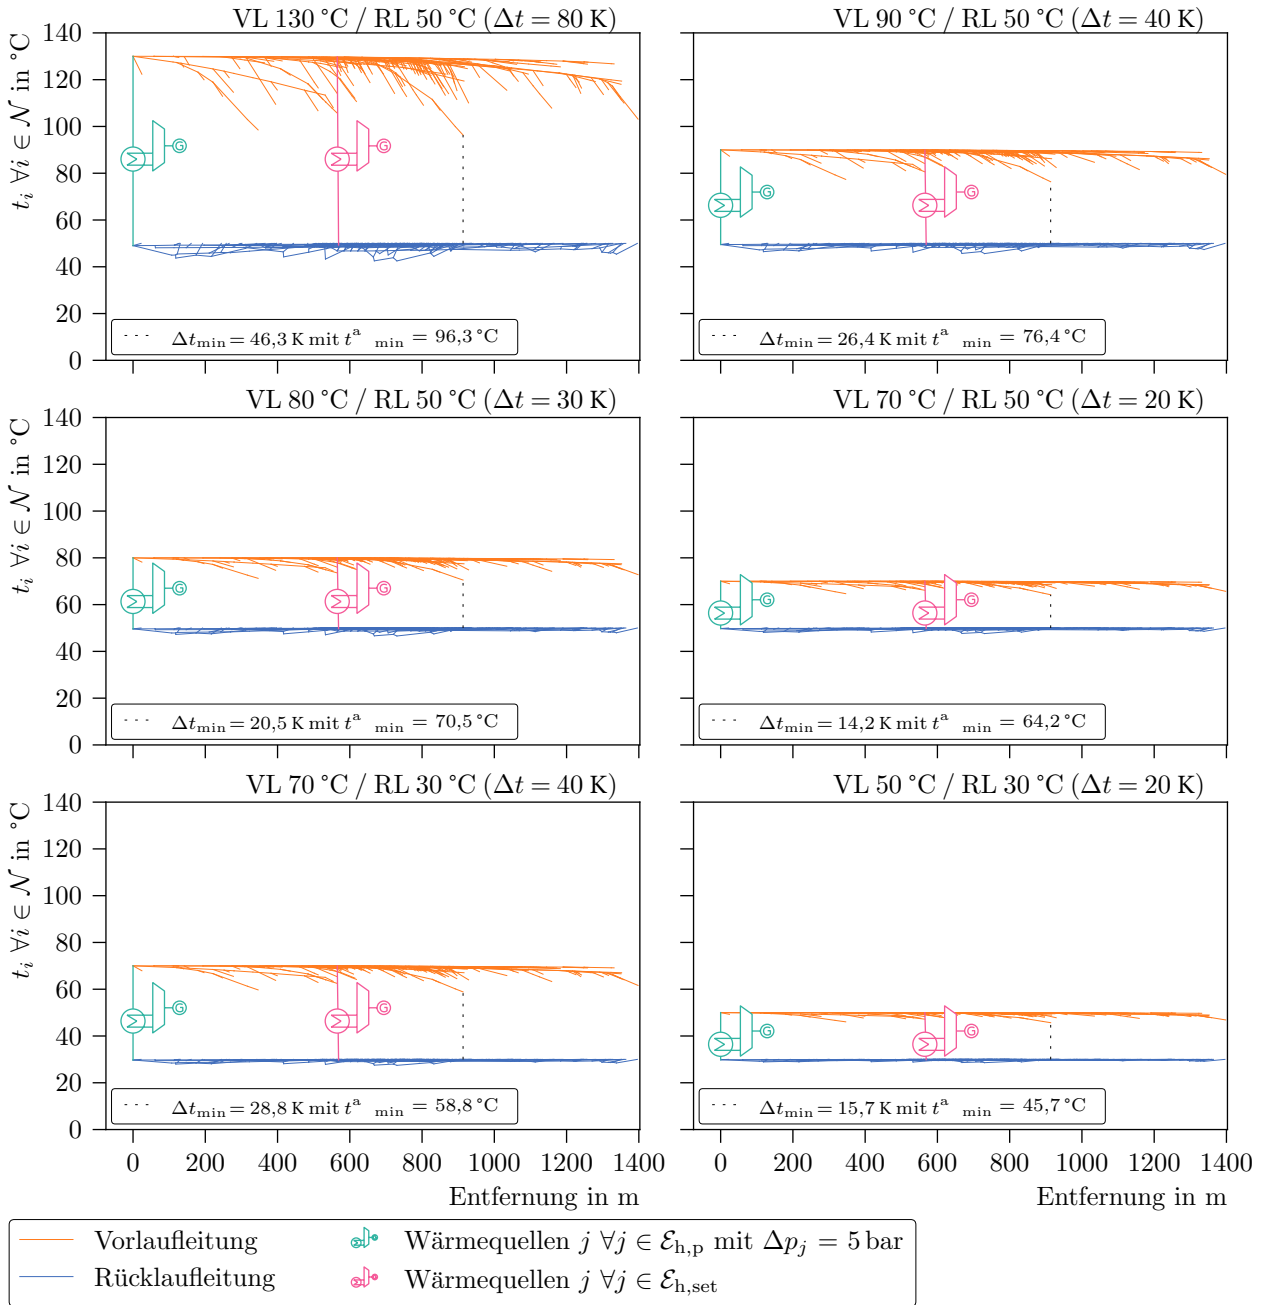 VL 130 °C / RL 50 °C (Δt = 80 K)
VL 90 °C / RL 50 °C (Δt = 40 K)
t_i ∀i ∈ 𝒩 in °C
140
120
100
80
60
40
20
0
G
G
G
G
Δt_min = 46,3 K mit t^a_min = 96,3 °C
Δt_min = 26,4 K mit t^a_min = 76,4 °C
VL 80 °C / RL 50 °C (Δt = 30 K)
VL 70 °C / RL 50 °C (Δt = 20 K)
t_i ∀i ∈ 𝒩 in °C
140
120
100
80
60
40
20
0
G
G
G
G
Δt_min = 20,5 K mit t^a_min = 70,5 °C
Δt_min = 14,2 K mit t^a_min = 64,2 °C
VL 70 °C / RL 30 °C (Δt = 40 K)
VL 50 °C / RL 30 °C (Δt = 20 K)
t_i ∀i ∈ 𝒩 in °C
140
120
100
80
60
40
20
0
G
G
G
G
Δt_min = 28,8 K mit t^a_min = 58,8 °C
Δt_min = 15,7 K mit t^a_min = 45,7 °C
0 200 400 600 800 1000 1200 1400
0 200 400 600 800 1000 1200 1400
Entfernung in m
Entfernung in m
Vorlaufleitung
Wärmequellen j ∀j ∈ ℰ_h,p mit Δp_j = 5 bar
Rücklaufleitung
Wärmequellen j ∀j ∈ ℰ_h,set